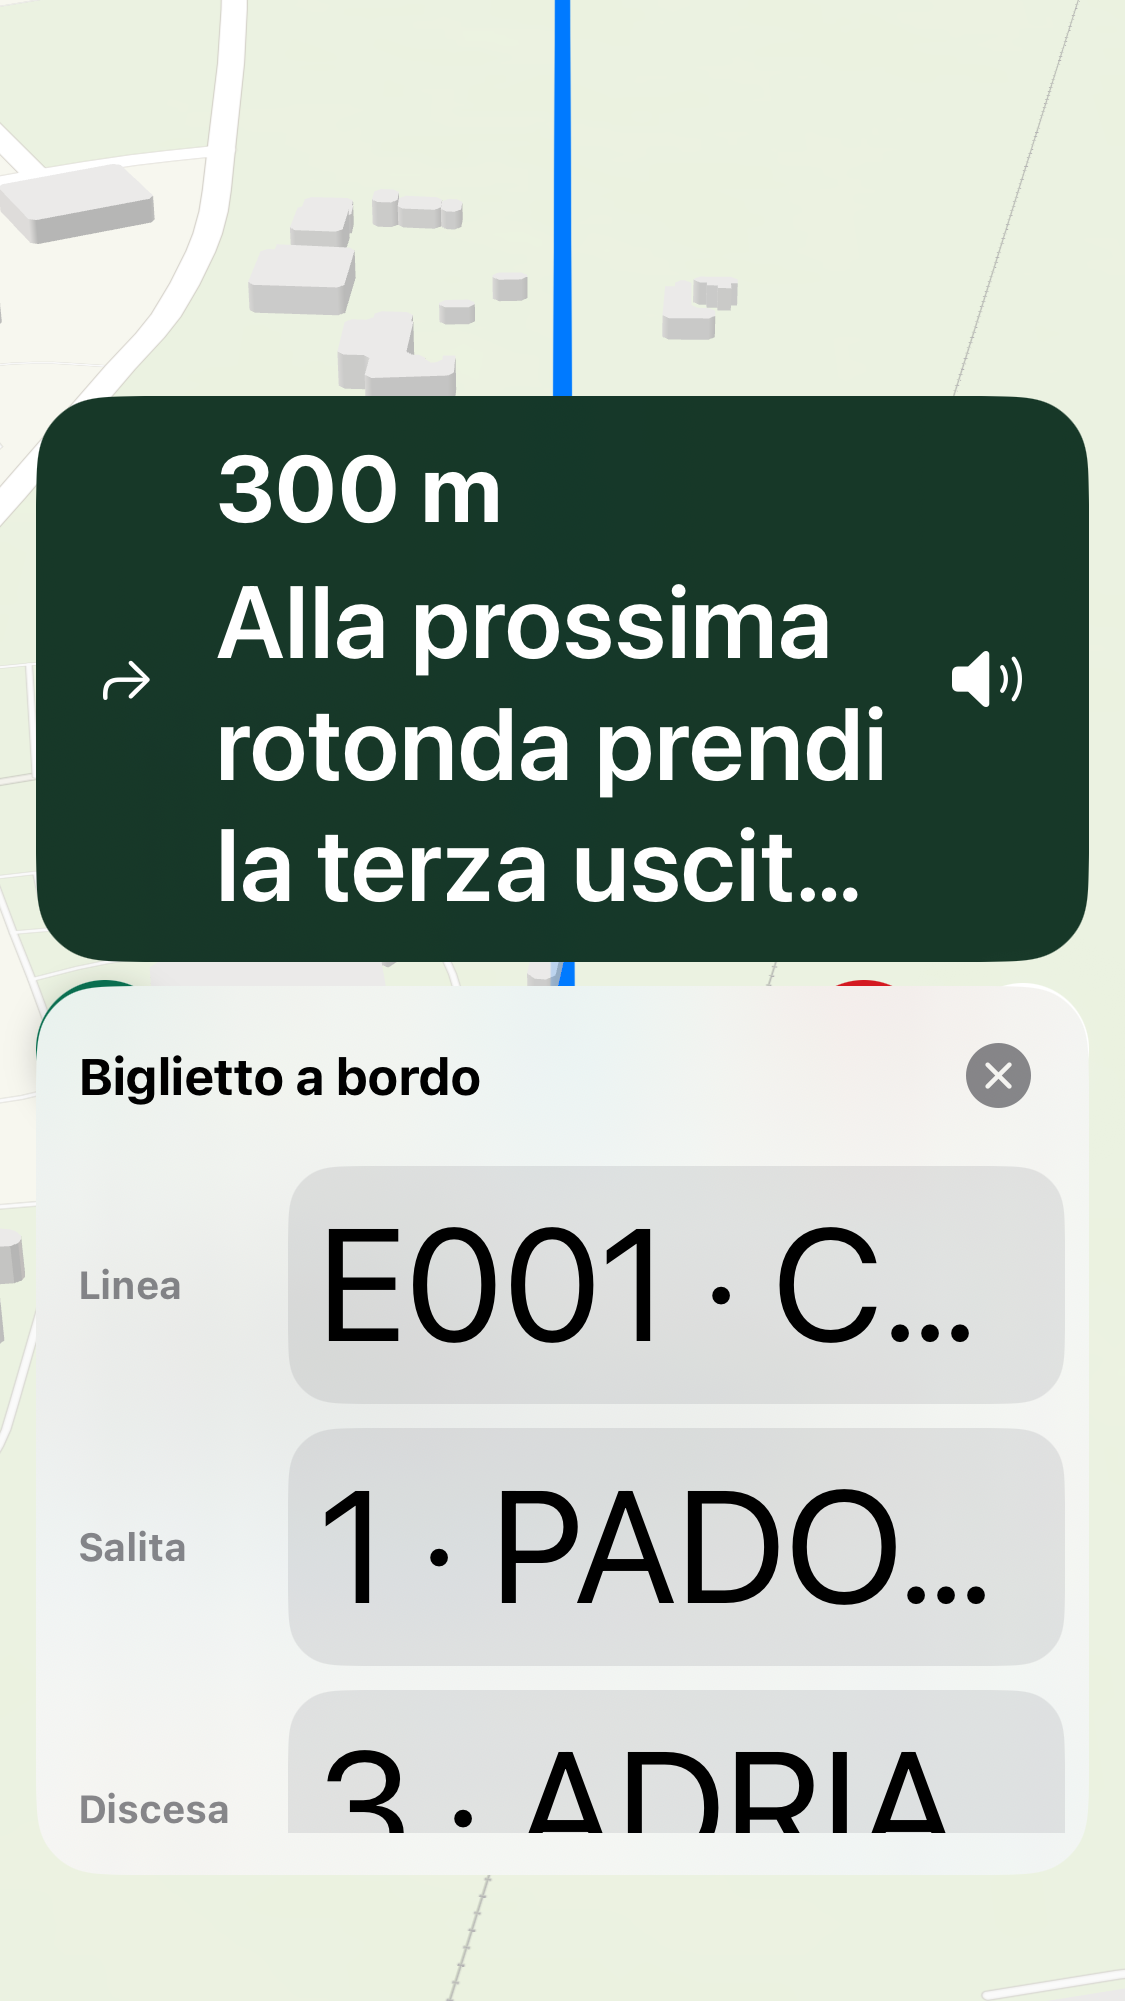 300 m
Alla prossima
rotonda prendi
la terza uscit...
Biglietto a bordo
Linea
E001 · C...
Salita
1 · PADO...
Discesa
3 · ADRIA